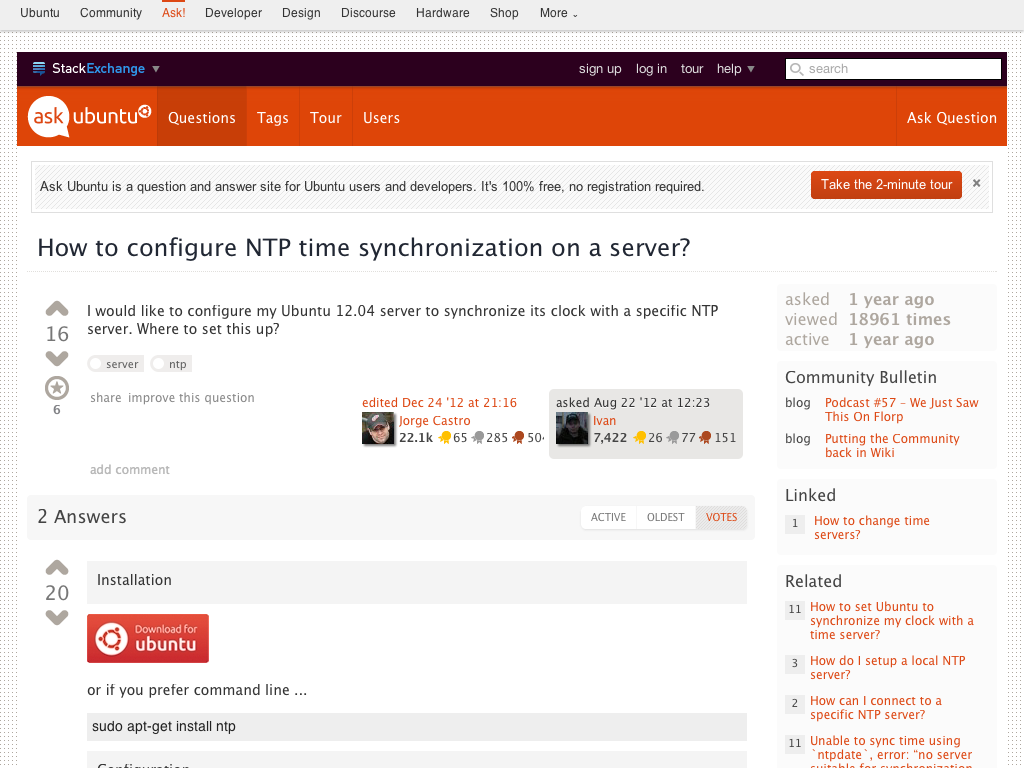 Ubuntu Community Ask! Developer Design Discourse Hardware Shop More
StackExchange sign up log in tour help search
ask ubuntu Questions Tags Tour Users Ask Question
Ask Ubuntu is a question and answer site for Ubuntu users and developers. It's 100% free, no registration required. Take the 2-minute tour ×
How to configure NTP time synchronization on a server?
16
I would like to configure my Ubuntu 12.04 server to synchronize its clock with a specific NTP
server. Where to set this up?
server ntp
6
share improve this question
edited Dec 24 '12 at 21:16
Jorge Castro
22.1k 65 285 504
asked Aug 22 '12 at 12:23
Ivan
7,422 26 77 151
add comment
2 Answers ACTIVE OLDEST VOTES
20
Installation
Download for
ubuntu
or if you prefer command line ...
sudo apt-get install ntp
Configuration
asked 1 year ago
viewed 18961 times
active 1 year ago
Community Bulletin
blog Podcast #57 – We Just Saw
This On Florp
blog Putting the Community
back in Wiki
Linked
1 How to change time
servers?
Related
11 How to set Ubuntu to
synchronize my clock with a
time server?
3 How do I setup a local NTP
server?
2 How can I connect to a
specific NTP server?
11 Unable to sync time using
`ntpdate`, error: "no server
suitable for synchronization